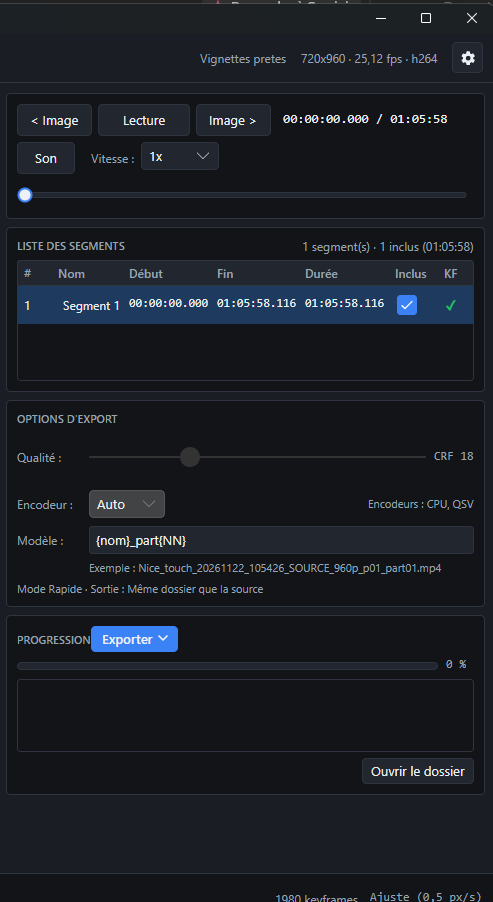 Vignettes pretes 720x960 · 25,12 fps · h264
< Image Lecture Image > 00:00:00.000 / 01:05:58
Son Vitesse : 1x
LISTE DES SEGMENTS 1 segment(s) · 1 inclus (01:05:58)
# Nom Début Fin Durée Inclus KF
1 Segment 1 00:00:00.000 01:05:58.116 01:05:58.116 ✓ ✓
OPTIONS D'EXPORT
Qualité : CRF 18
Encodeur : Auto Encodeurs : CPU, QSV
Modèle : {nom}_part{NN}
Exemple : Nice_touch_20261122_105426_SOURCE_960p_p01_part01.mp4
Mode Rapide · Sortie : Même dossier que la source
PROGRESSION Exporter
0 %
Ouvrir le dossier
1980 keyframes Ajuste (0,5 px/s)